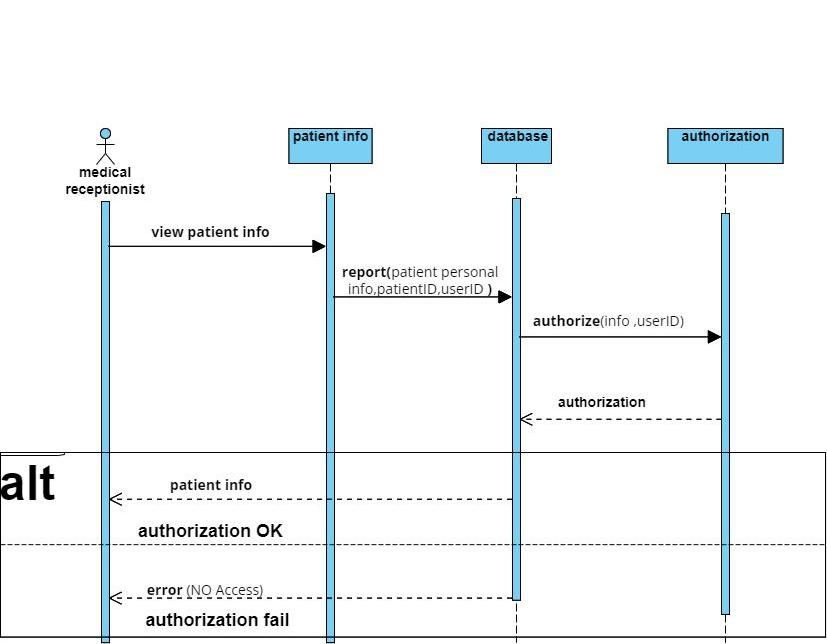 medical
receptionist
patient info
database
authorization
view patient info
report(patient personal
info,patientID,userID )
authorize(info ,userID)
authorization
alt
patient info
authorization OK
error (NO Access)
authorization fail